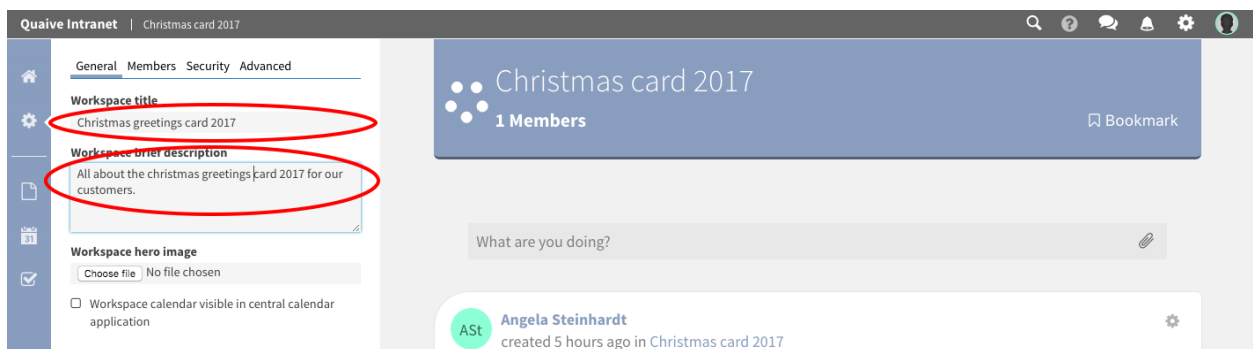 Quaive Intranet | Christmas card 2017
General Members Security Advanced
Workspace title
Christmas greetings card 2017
Workspace brief description
All about the christmas greetings card 2017 for our
customers.
Workspace hero image
Choose file No file chosen
Workspace calendar visible in central calendar
application
31
Christmas card 2017
1 Members
Bookmark
What are you doing?
ASt
Angela Steinhardt
created 5 hours ago in Christmas card 2017